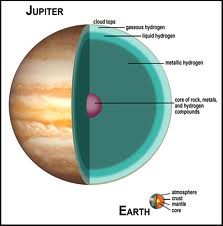 JUPITER
cloud tops
gaseous hydrogen
liquid hydrogen
metallic hydrogen
core of rock, metals,
and hydrogen
compounds
atmosphere
crust
mantle
core
EARTH